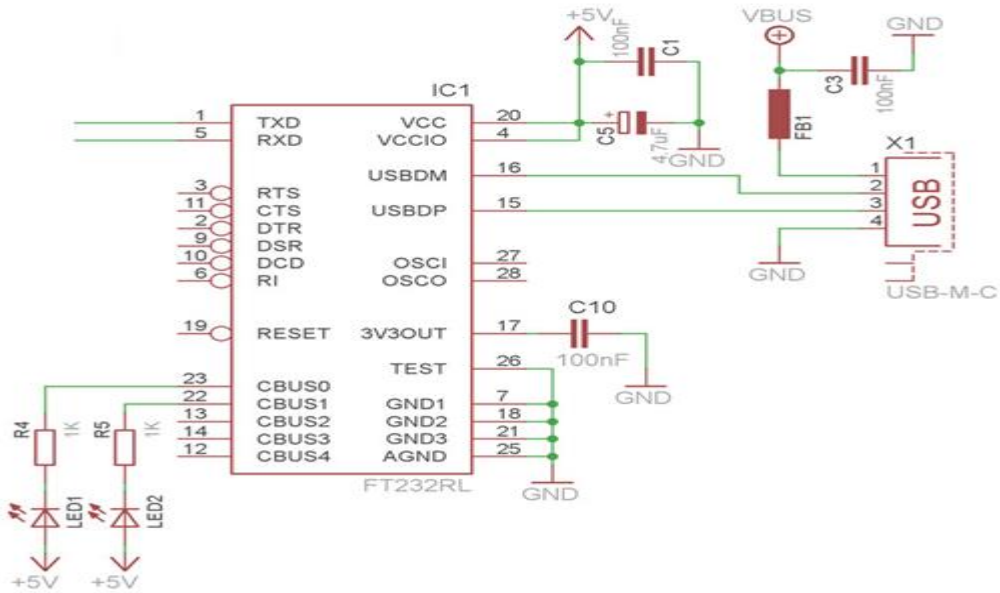 +5V
100nF
C1
C5
+
4.7uF
GND
VBUS
GND
C3
100nF
FB1
X1
1
2
3
4
USB
GND
USB-M-C
IC1
1 TXD VCC 20
5 RXD VCCIO 4
USBDM 16
3 RTS
11 CTS USBDP 15
2 DTR
9 DSR
10 DCD OSCI 27
6 RI OSCO 28
19 RESET 3V3OUT 17
TEST 26
23 CBUS0
22 CBUS1 GND1 7
13 CBUS2 GND2 18
14 CBUS3 GND3 21
12 CBUS4 AGND 25
FT232RL
GND
C10
100nF
GND
R4
1K
R5
1K
LED1
LED2
+5V
+5V